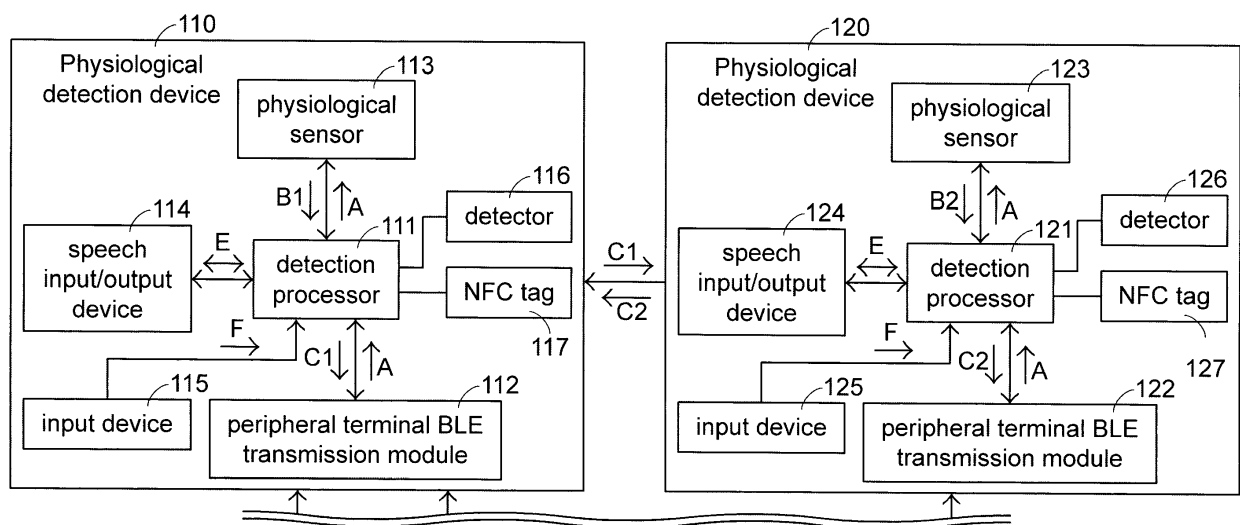 110
Physiological
detection device
113
physiological
sensor
B1
A
116
detector
114
speech
input/output
device
E
111
detection
processor
NFC tag
117
F
C1
A
115
input device
112
peripheral terminal BLE
transmission module
C1
C2
120
Physiological
detection device
123
physiological
sensor
B2
A
126
detector
124
speech
input/output
device
E
121
detection
processor
NFC tag
127
F
C2
A
125
input device
122
peripheral terminal BLE
transmission module